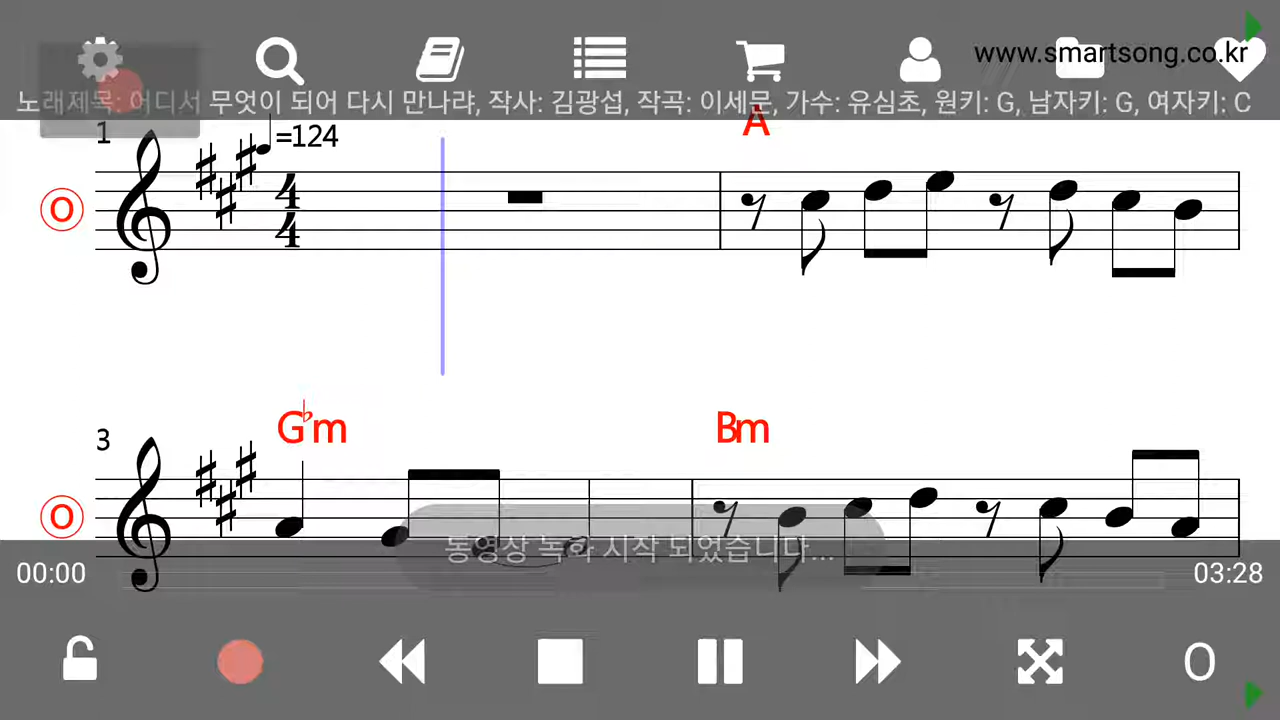 www.smartsong.co.kr
노래제목: 어디서 무엇이 되어 다시 만나랴, 작사: 김광섭, 작곡: 이세문, 가수: 유심초, 원키: G, 남자키: G, 여자키: C
1
=124
A
4
4
O
3
G♭m
Bm
O
동영상 녹화 시작 되었습니다...
00:00
03:28
O